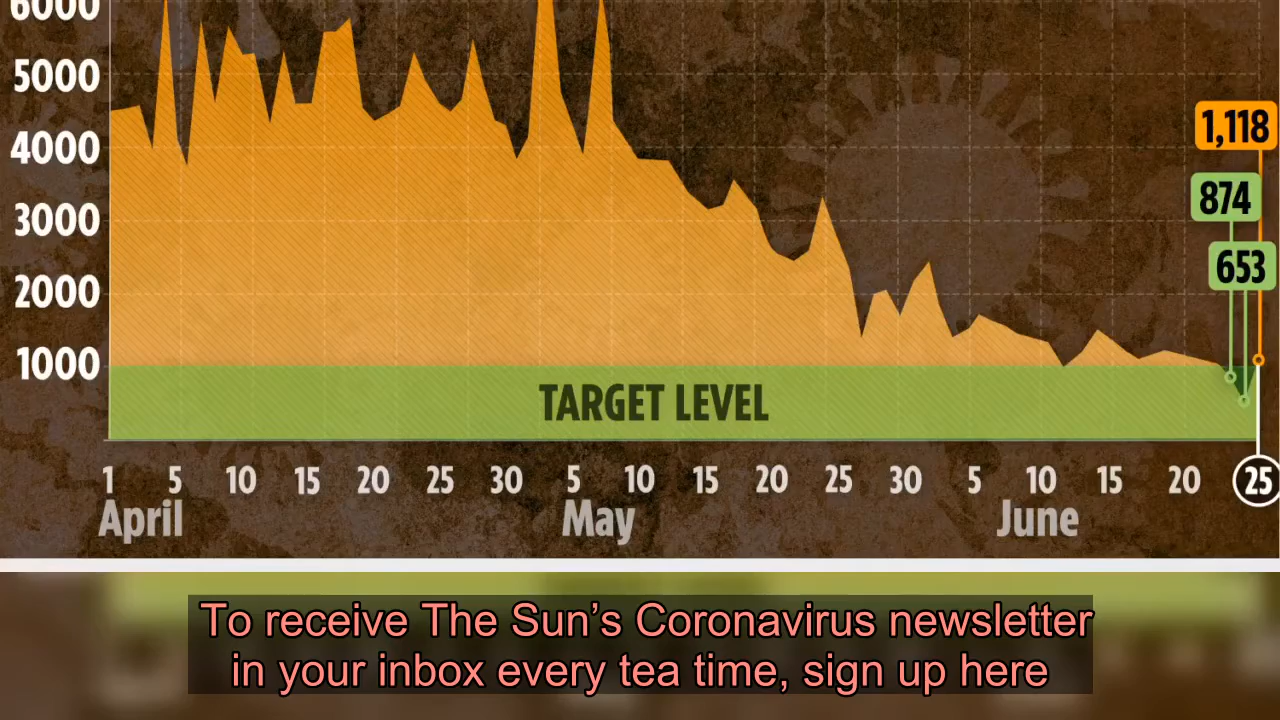 6000
5000
4000
3000
2000
1000
1,118
874
653
TARGET LEVEL
1 5 10 15 20 25 30 5 10 15 20 25 30 5 10 15 20 25
April May June
To receive The Sun’s Coronavirus newsletter
in your inbox every tea time, sign up here